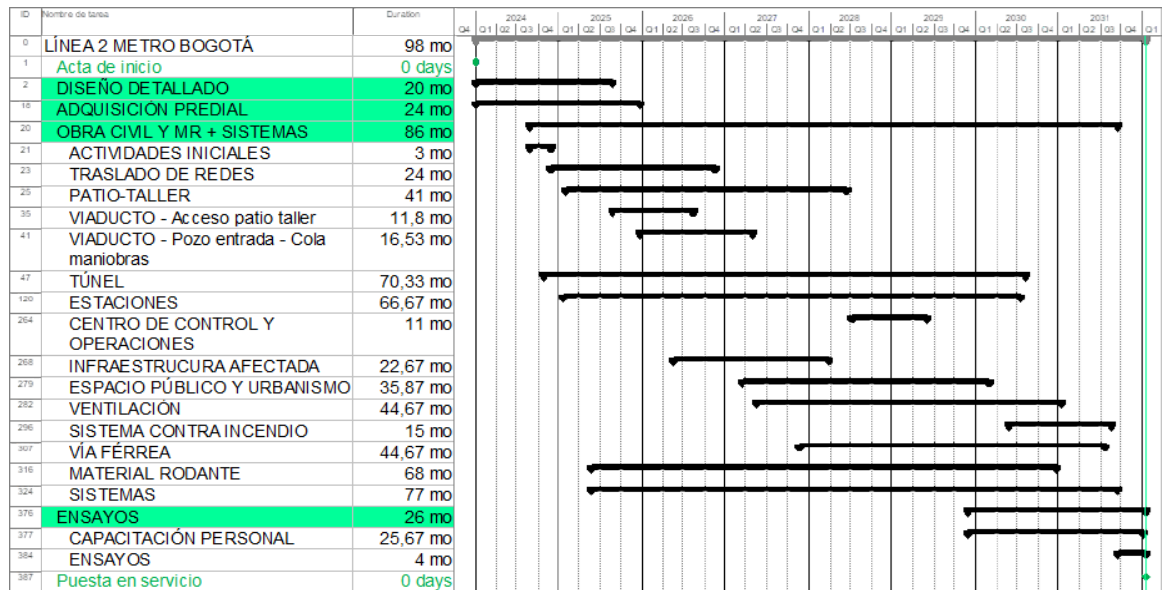 ID Nombre de tarea Duration 2024 2025 2026 2027 2028 2029 2030 2031
Q4 Q1 Q2 Q3 Q4 Q1 Q2 Q3 Q4 Q1 Q2 Q3 Q4 Q1 Q2 Q3 Q4 Q1 Q2 Q3 Q4 Q1 Q2 Q3 Q4 Q1 Q2 Q3 Q4 Q1 Q2 Q3 Q4 Q1
0 LÍNEA 2 METRO BOGOTÁ 98 mo
1 Acta de inicio 0 days
2 DISEÑO DETALLADO 20 mo
18 ADQUISICIÓN PREDIAL 24 mo
20 OBRA CIVIL Y MR + SISTEMAS 86 mo
21 ACTIVIDADES INICIALES 3 mo
23 TRASLADO DE REDES 24 mo
25 PATIO-TALLER 41 mo
35 VIADUCTO - Acceso patio taller 11,8 mo
41 VIADUCTO - Pozo entrada - Cola 16,53 mo
maniobras
47 TÚNEL 70,33 mo
120 ESTACIONES 66,67 mo
264 CENTRO DE CONTROL Y 11 mo
OPERACIONES
268 INFRAESTRUCURA AFECTADA 22,67 mo
279 ESPACIO PÚBLICO Y URBANISMO 35,87 mo
282 VENTILACIÓN 44,67 mo
296 SISTEMA CONTRA INCENDIO 15 mo
307 VÍA FÉRREA 44,67 mo
316 MATERIAL RODANTE 68 mo
324 SISTEMAS 77 mo
376 ENSAYOS 26 mo
377 CAPACITACIÓN PERSONAL 25,67 mo
384 ENSAYOS 4 mo
387 Puesta en servicio 0 days